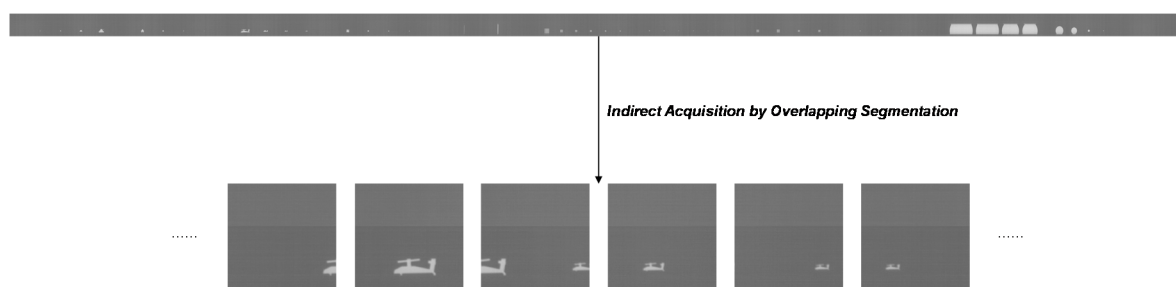 Indirect Acquisition by Overlapping Segmentation
...... ......